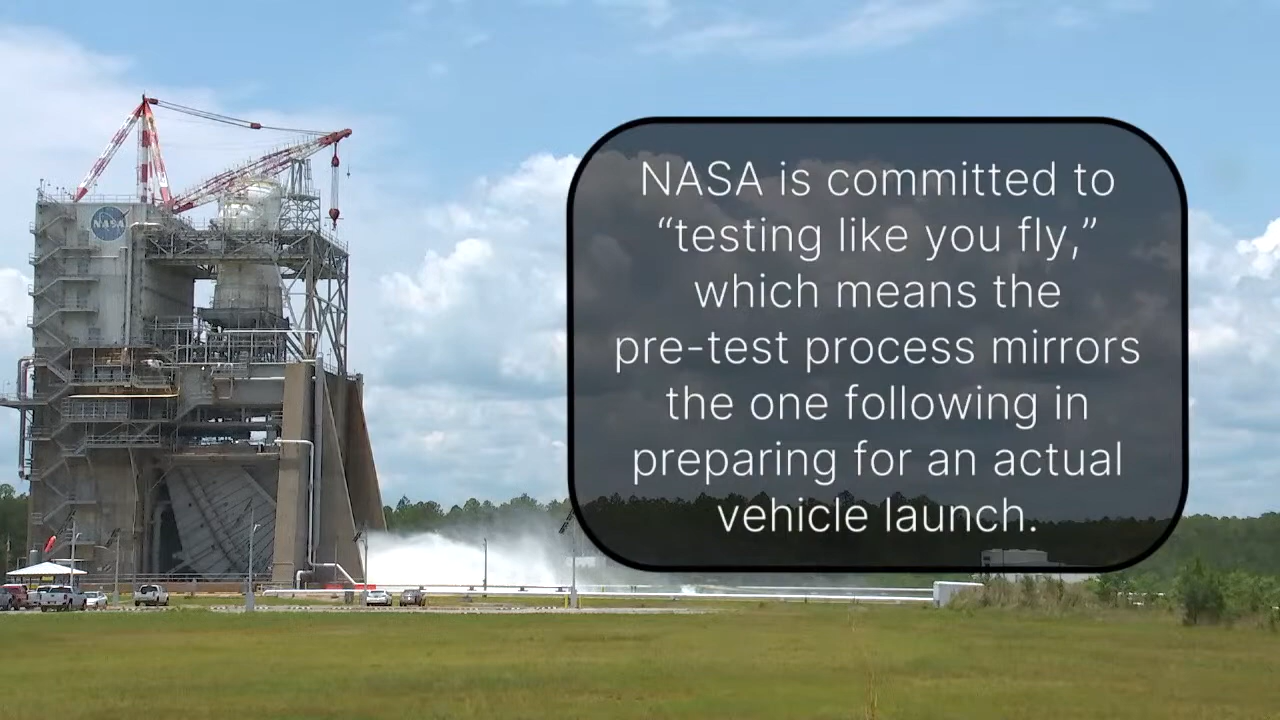 NASA
NASA is committed to
“testing like you fly,”
which means the
pre-test process mirrors
the one following in
preparing for an actual
vehicle launch.